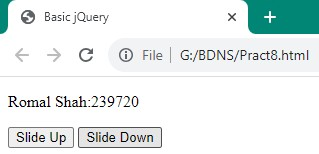 Basic jQuery
File | G:/BDNS/Pract8.html
Romal Shah:239720
Slide Up Slide Down